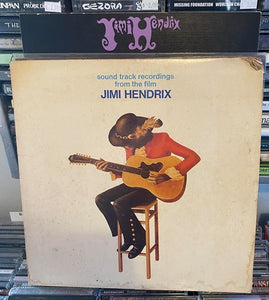 GEZORA
MISSING FOUNDATION
Jimi Hendrix
sound track recordings
from the film
JIMI HENDRIX